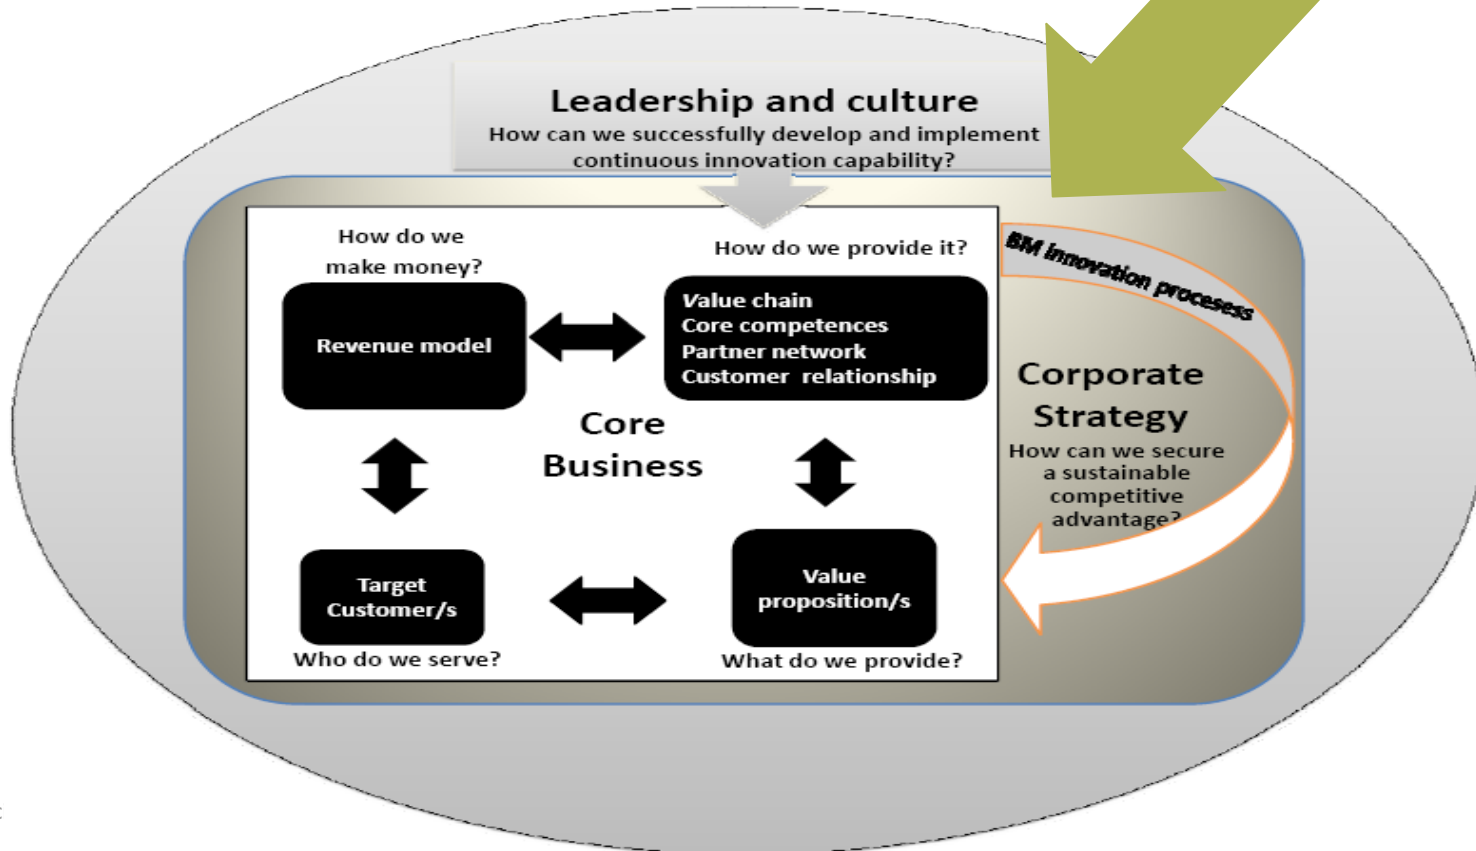 Leadership and culture
How can we successfully develop and implement
continuous innovation capability?
How do we
make money?
How do we provide it?
BM innovation procesess
Revenue model
Value chain
Core competences
Partner network
Customer relationship
Core
Business
Corporate
Strategy
How can we secure
a sustainable
competitive
advantage?
Target
Customer/s
Value
proposition/s
Who do we serve?
What do we provide?